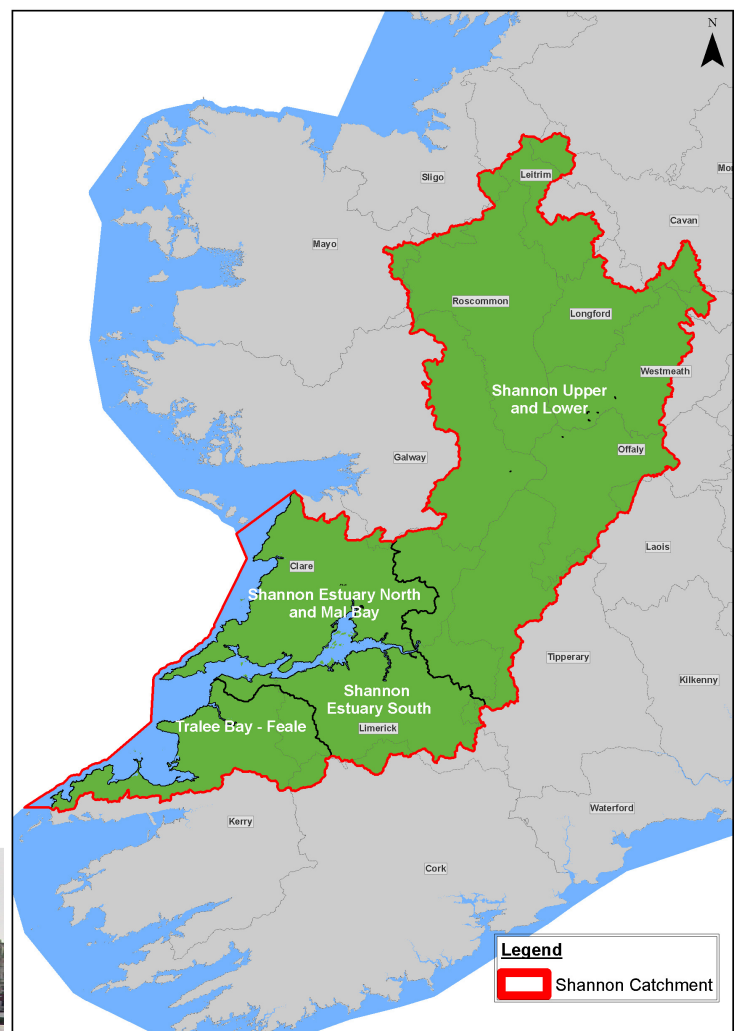 N
Leitrim
Sligo
Mo
Cavan
Mayo
Roscommon
Longford
Westmeath
Shannon Upper
and Lower
Offaly
Galway
Laois
Clare
Shannon Estuary North
and Mal Bay
Tipperary
Kilkenny
Shannon
Estuary South
Tralee Bay - Feale
Limerick
Waterford
Kerry
Cork
Legend
Shannon Catchment